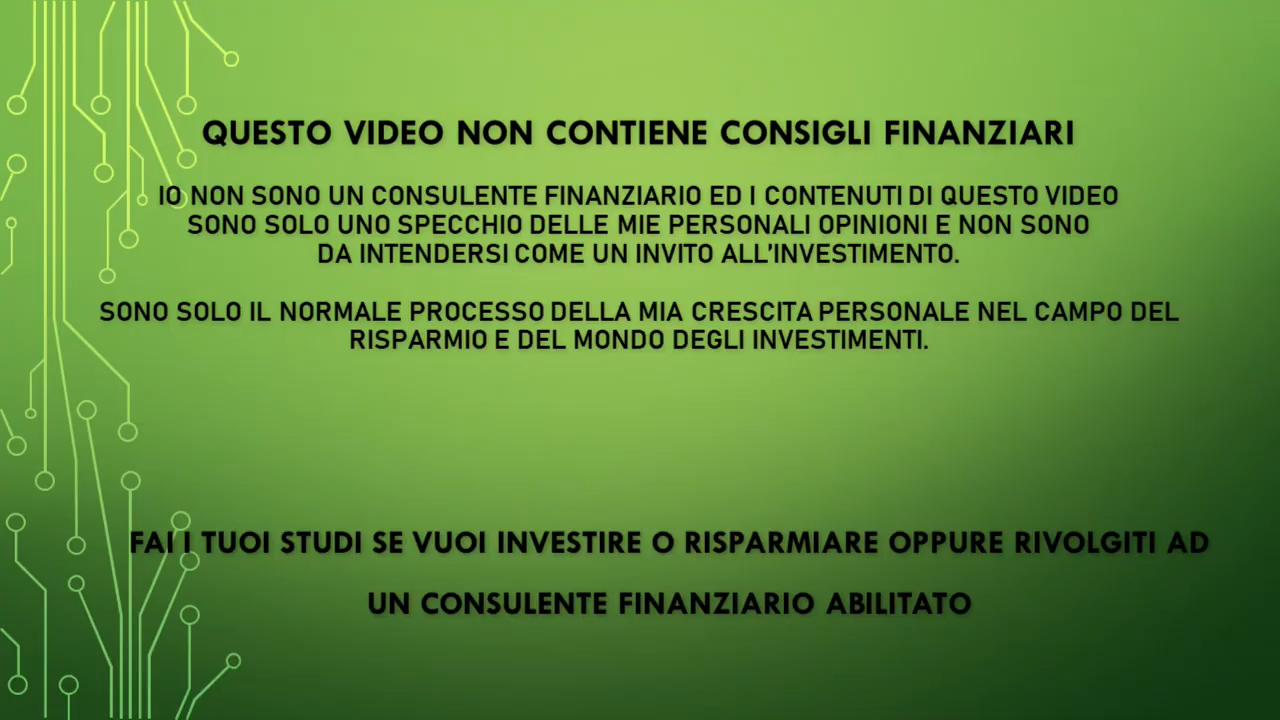 QUESTO VIDEO NON CONTIENE CONSIGLI FINANZIARI
IO NON SONO UN CONSULENTE FINANZIARIO ED I CONTENUTI DI QUESTO VIDEO
SONO SOLO UNO SPECCHIO DELLE MIE PERSONALI OPINIONI E NON SONO
DA INTENDERSI COME UN INVITO ALL'INVESTIMENTO.
SONO SOLO IL NORMALE PROCESSO DELLA MIA CRESCITA PERSONALE NEL CAMPO DEL
RISPARMIO E DEL MONDO DEGLI INVESTIMENTI.
FAI I TUOI STUDI SE VUOI INVESTIRE O RISPARMIARE OPPURE RIVOLGITI AD
UN CONSULENTE FINANZIARIO ABILITATO